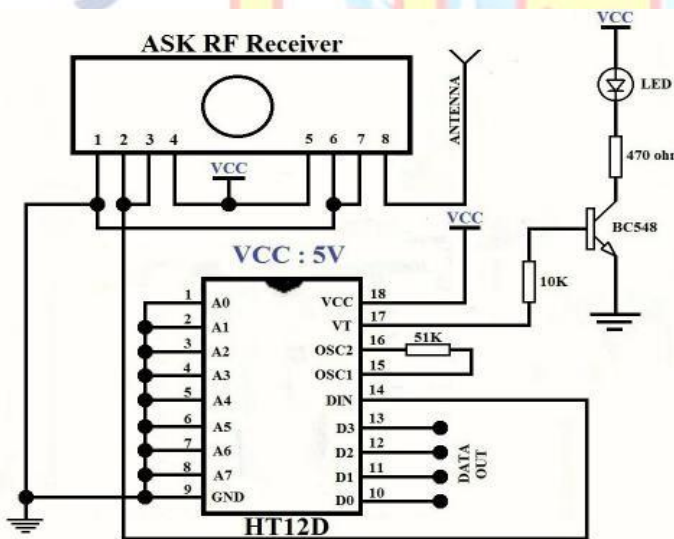 VCC
ASK RF Receiver
LED
ANTENNA
1 2 3 4 5 6 7 8
470 ohm
VCC
VCC
BC548
VCC : 5V
10K
1 A0 VCC 18
2 A1 VT 17
3 A2 OSC2 16 51K
4 A3 OSC1 15
5 A4 DIN 14
6 A5 D3 13
7 A6 D2 12
8 A7 D1 11
9 GND D0 10
DATA
OUT
HT12D